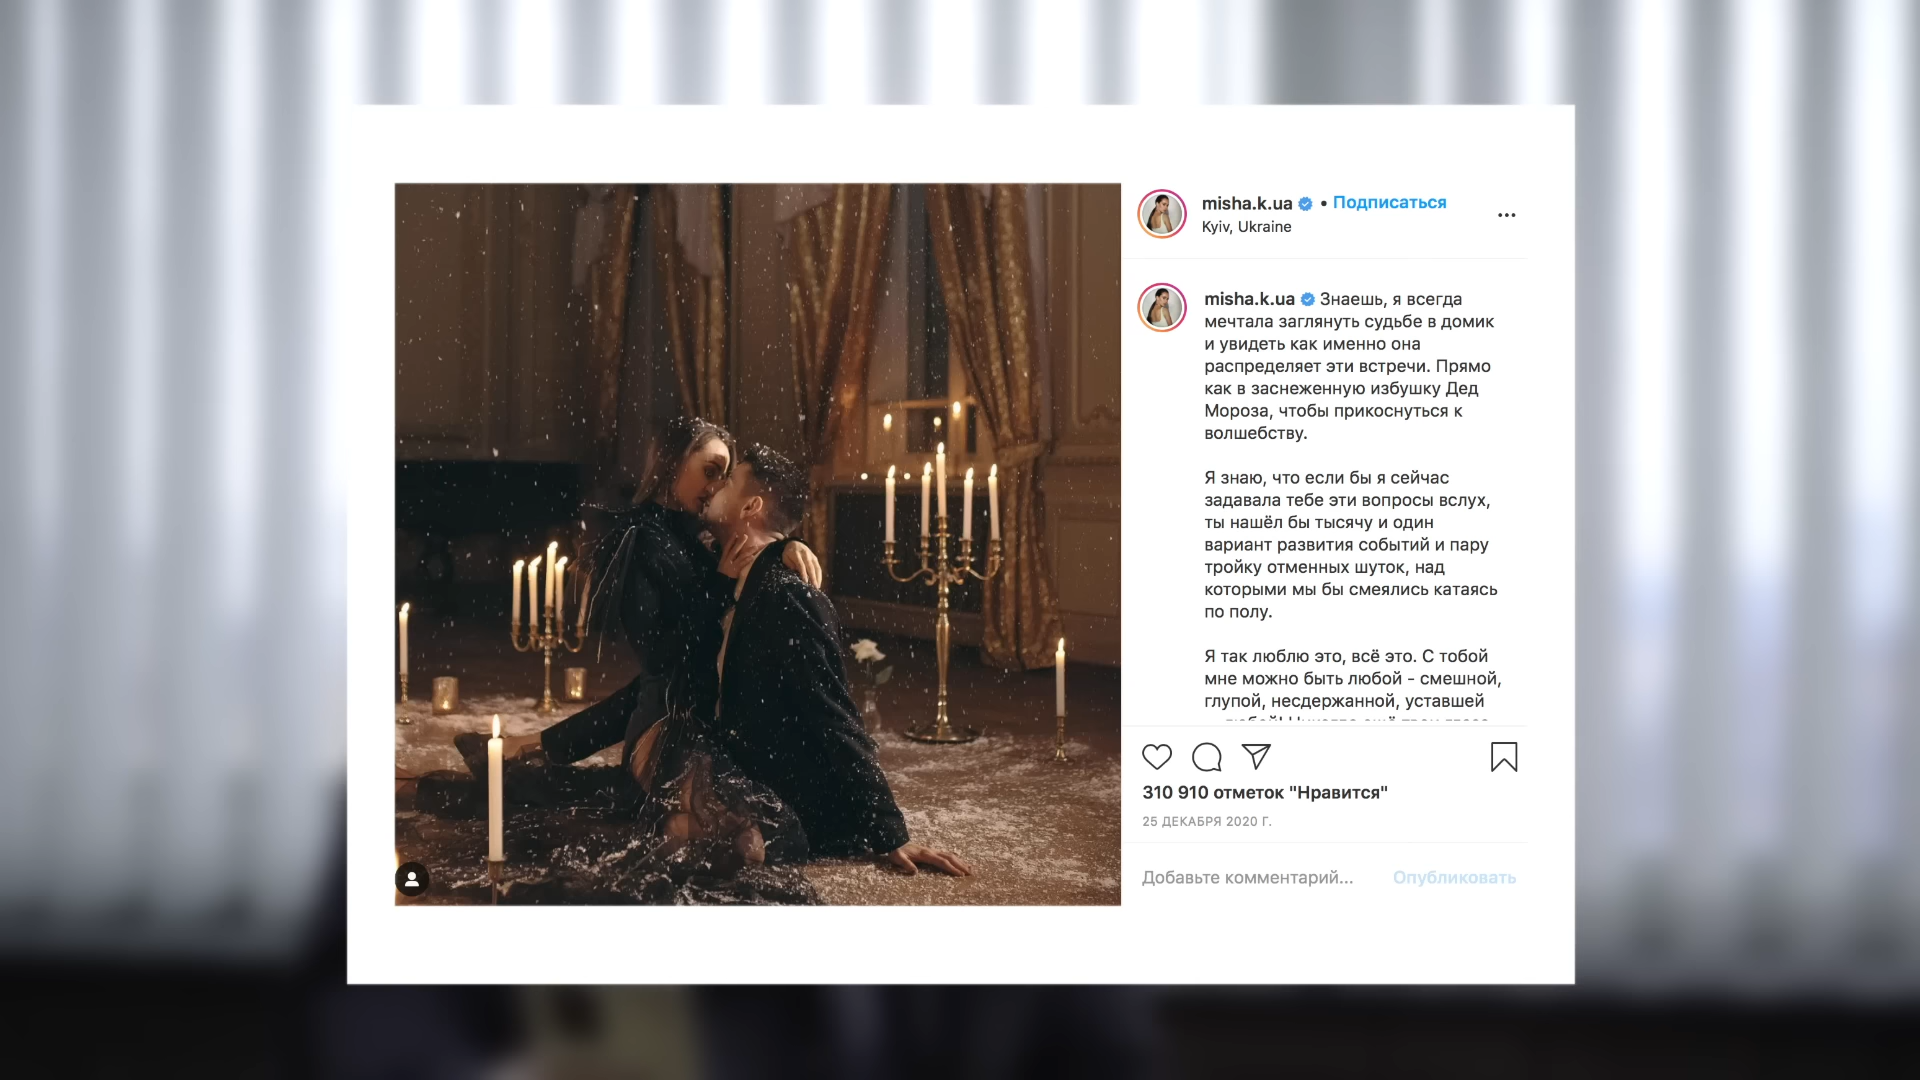 misha.k.ua • Подписаться
Kyiv, Ukraine
misha.k.ua Знаешь, я всегда
мечтала заглянуть судьбе в домик
и увидеть как именно она
распределяет эти встречи. Прямо
как в заснеженную избушку Дед
Мороза, чтобы прикоснуться к
волшебству.
Я знаю, что если бы я сейчас
задавала тебе эти вопросы вслух,
ты нашёл бы тысячу и один
вариант развития событий и пару
тройку отменных шуток, над
которыми мы бы смеялись катаясь
по полу.
Я так люблю это, всё это. С тобой
мне можно быть любой - смешной,
глупой, несдержанной, уставшей
310 910 отметок "Нравится"
25 ДЕКАБРЯ 2020 Г.
Добавьте комментарий...
Опубликовать